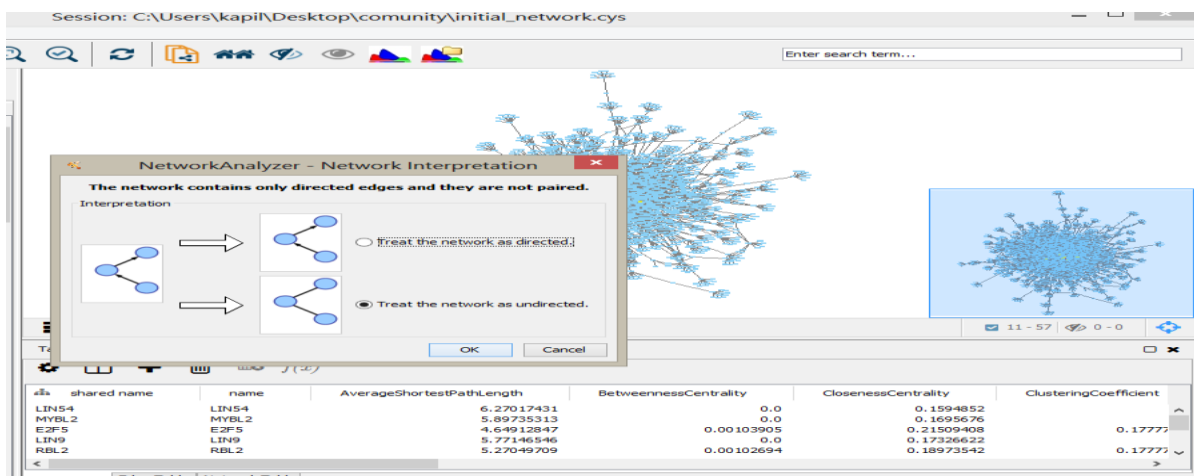 Session: C:\Users\kapil\Desktop\comunity\initial_network.cys
Enter search term...
NetworkAnalyzer - Network Interpretation
The network contains only directed edges and they are not paired.
Interpretation
Treat the network as directed.
Treat the network as undirected.
OK Cancel
11 - 57 0 - 0
f(x)
shared name name AverageShortestPathLength BetweennessCentrality ClosenessCentrality ClusteringCoefficient
LIN54 LIN54 6.27017431 0.0 0.1594852
MYBL2 MYBL2 5.89735313 0.0 0.1695676
E2F5 E2F5 4.64912847 0.00103905 0.21509408 0.17777
LIN9 LIN9 5.77146546 0.0 0.17326622
RBL2 RBL2 5.27049709 0.00102694 0.18973542 0.17777